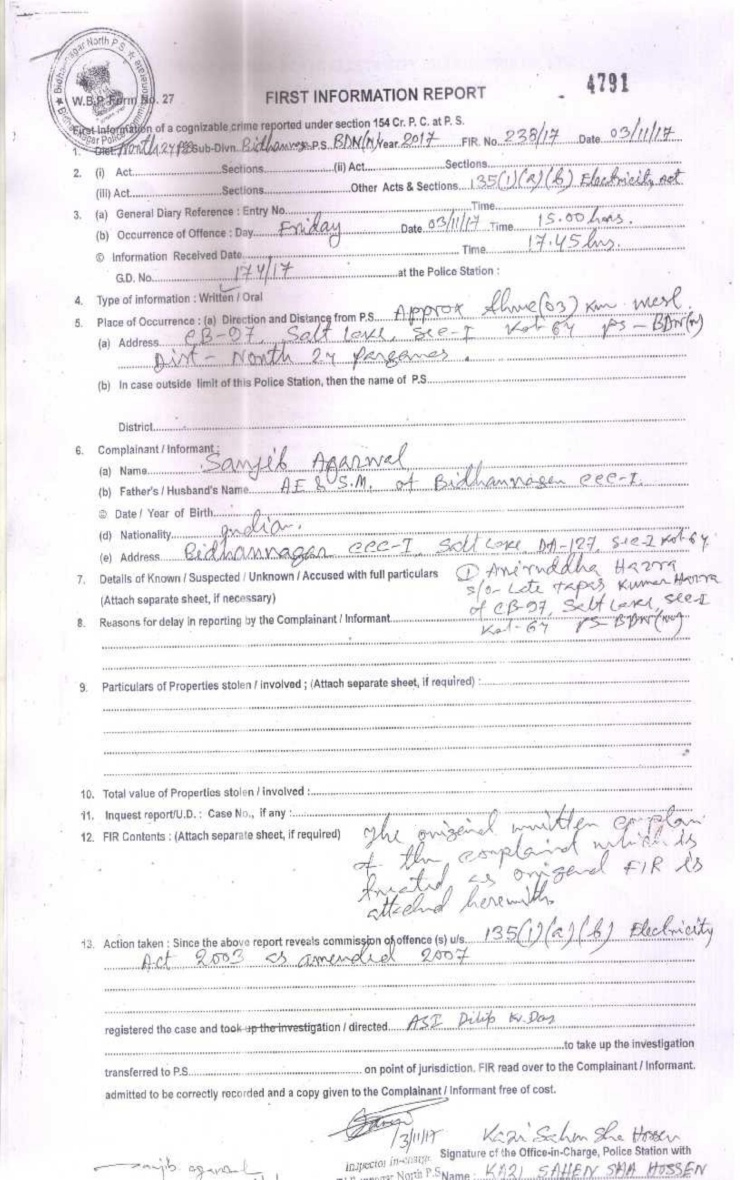 Bidhannagar North P.S.
4791
W.B.P. Form No. 27
FIRST INFORMATION REPORT
First Information of a cognizable crime reported under section 154 Cr. P. C. at P. S.
1. Dist. North 24 Sub-Divn. Bidhannagar P.S. BDN(N) Year 2017 FIR. No. 238/17 Date 03/11/17
2. (i) Act Sections (ii) Act Sections
(iii) Act Sections Other Acts & Sections 135(1)(a)(b) Electricity Act
3. (a) General Diary Reference : Entry No. Time
(b) Occurrence of Offence : Day Friday Date 03/11/17 Time 15.00 hrs.
© Information Received Date Time 17.45 hrs.
G.D. No. 174/17 at the Police Station :
4. Type of information : Written / Oral
5. Place of Occurrence : (a) Direction and Distance from P.S. Approx three (03) Km west.
(a) Address CB-97, Salt Lake, Sec-I Kol-64 PS - BDN(N)
Dist - North 24 Parganas.
(b) In case outside limit of this Police Station, then the name of P.S.
District
6. Complainant / Informant :
(a) Name Sanjib Agarwal
(b) Father's / Husband's Name AE & S.M. of Bidhannagar ccc-I.
© Date / Year of Birth
(d) Nationality Indian.
(e) Address Bidhannagar ccc-I, Salt Lake, DA-127, Sec-I Kol-64
7. Details of Known / Suspected / Unknown / Accused with full particulars ① Aniruddha Hazra
(Attach separate sheet, if necessary) s/o- Late Tapas Kumar Hazra
of CB-97, Salt Lake, Sec-I
8. Reasons for delay in reporting by the Complainant / Informant Kol-64 PS-BDN(N)
9. Particulars of Properties stolen / involved ; (Attach separate sheet, if required) :
10. Total value of Properties stolen / involved :
11. Inquest report/U.D. : Case No., if any :
12. FIR Contents : (Attach separate sheet, if required) The original written complain
of the complaint which is
treated as original FIR is
attached herewith.
13. Action taken : Since the above report reveals commission of offence (s) u/s. 135(1)(a)(b) Electricity
Act 2003 as amended 2007
registered the case and took up the investigation / directed ASI Dilip Kr. Das
to take up the investigation
transferred to P.S. on point of jurisdiction. FIR read over to the Complainant / Informant.
admitted to be correctly recorded and a copy given to the Complainant / Informant free of cost.
3/11/17 Kazi Sahen Sha Hossen
Inspector in-charge Signature of the Office-in-Charge, Police Station with
Sanjib Agarwal North P.S. Name : KAZI SAHEN SHA HOSSEN